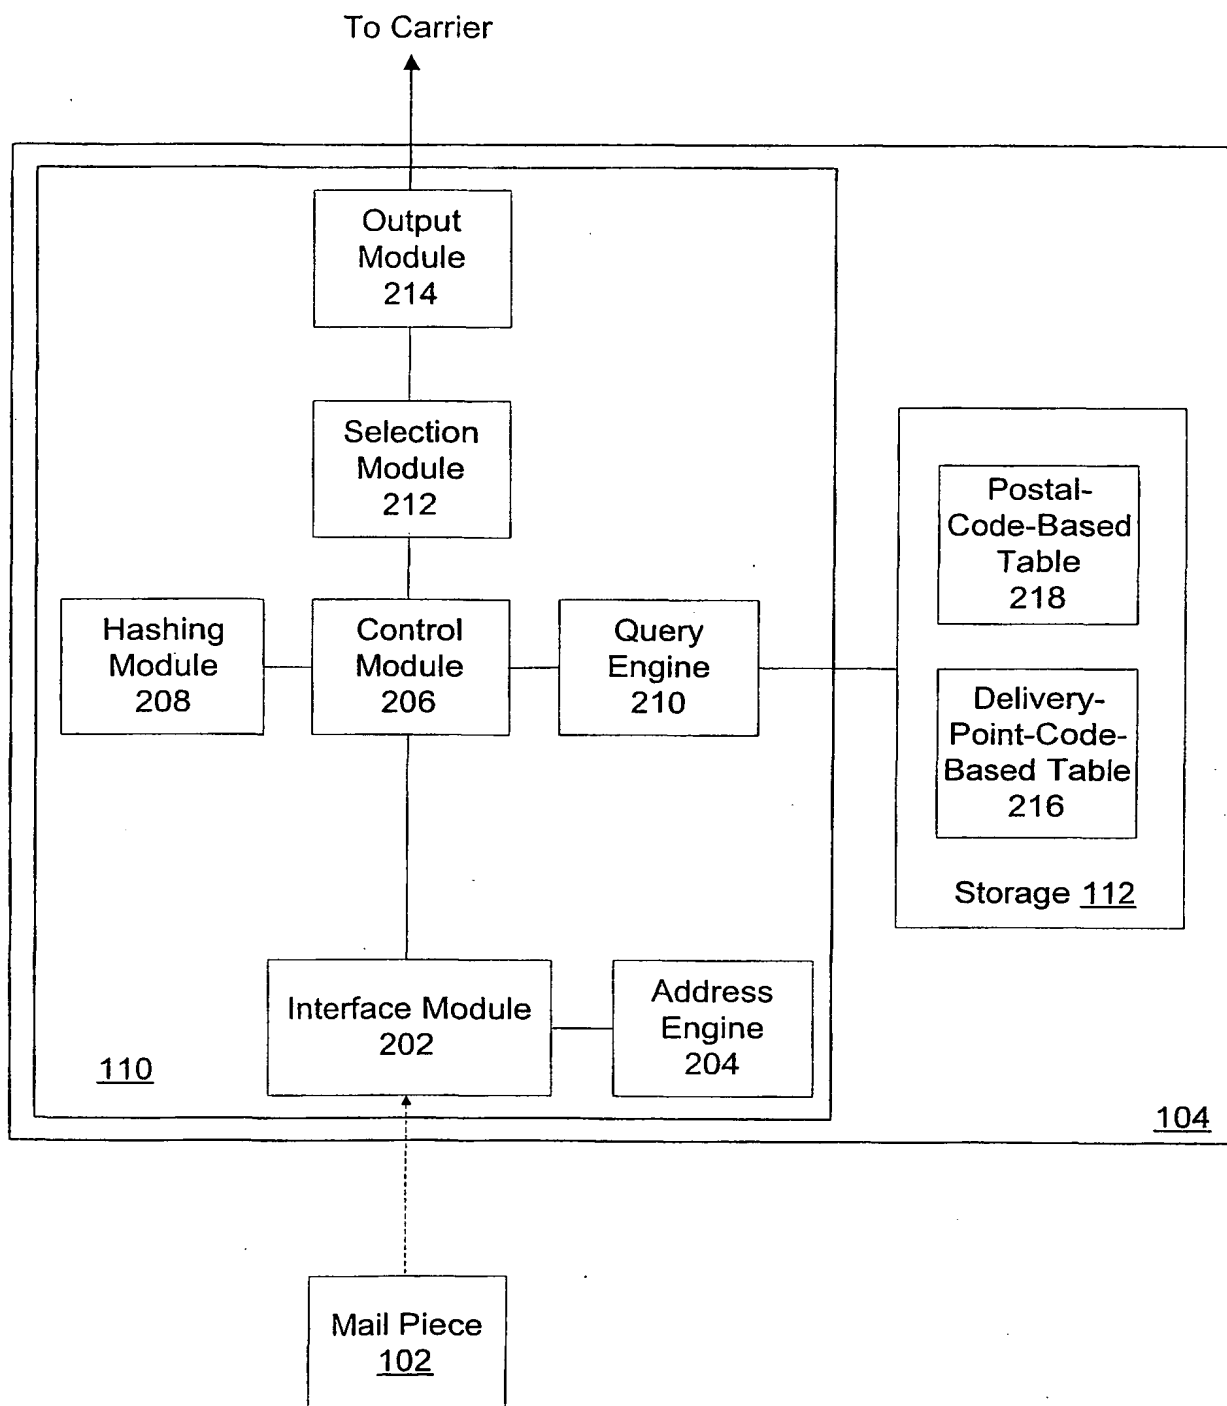 To Carrier
Output
Module
214
Selection
Module
212
Postal-
Code-Based
Table
218
Hashing
Module
208
Control
Module
206
Query
Engine
210
Delivery-
Point-Code-
Based Table
216
Storage 112
Interface Module
202
Address
Engine
204
110
104
Mail Piece
102